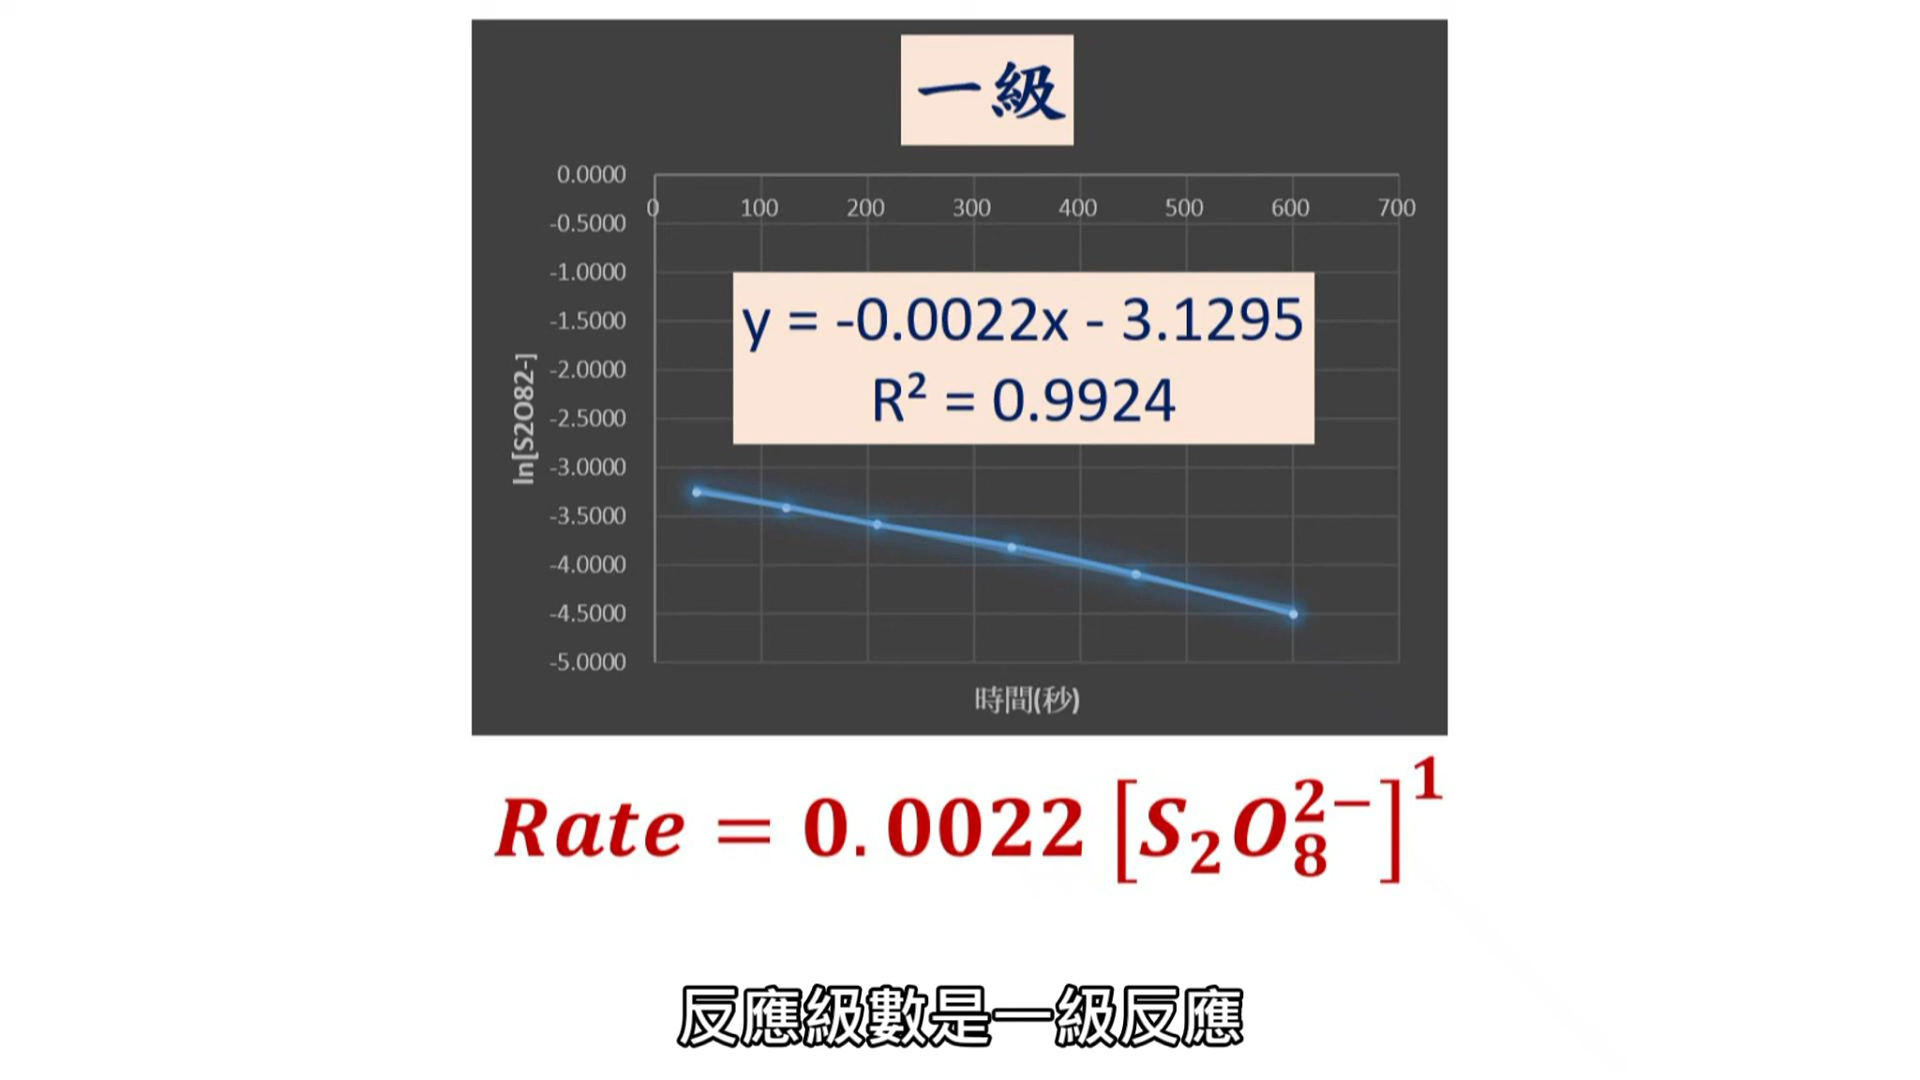 一級
0.0000
0 100 200 300 400 500 600 700
-0.5000
-1.0000
-1.5000
-2.0000
-2.5000
-3.0000
-3.5000
-4.0000
-4.5000
-5.0000
ln[S2O82-]
y = -0.0022x - 3.1295
R² = 0.9924
時間(秒)
Rate = 0.0022 [S₂O₈²⁻]¹
反應級數是一級反應